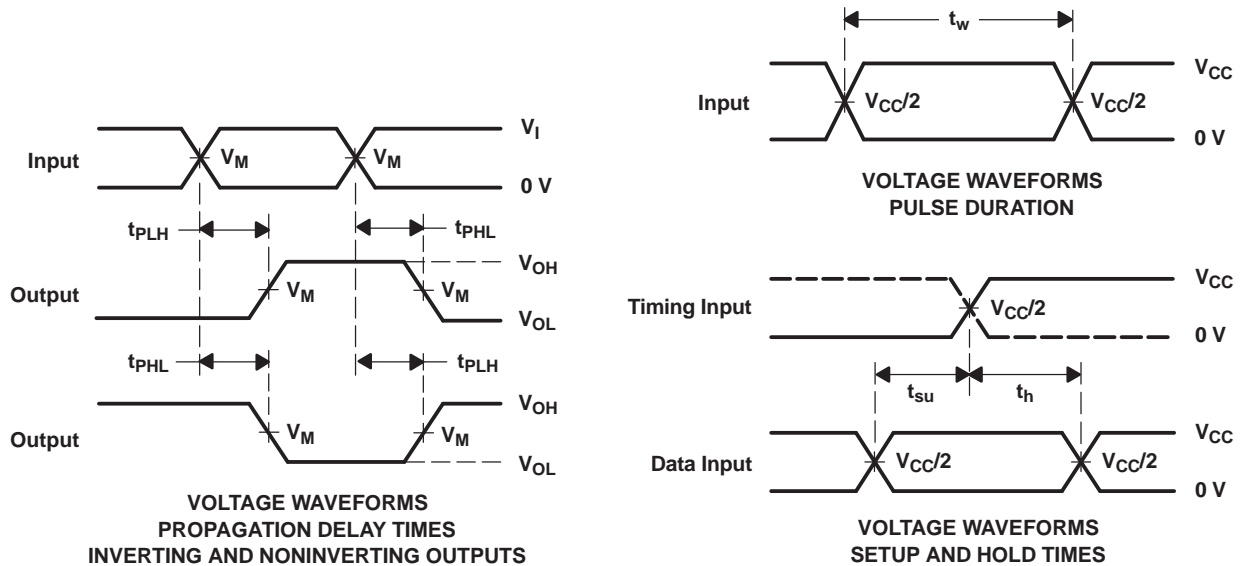 Input
V_I
V_M
V_M
0 V
t_PLH
t_PHL
Output
V_OH
V_M
V_M
V_OL
t_PHL
t_PLH
Output
V_OH
V_M
V_M
V_OL
VOLTAGE WAVEFORMS
PROPAGATION DELAY TIMES
INVERTING AND NONINVERTING OUTPUTS
t_w
Input
V_CC
V_CC/2
V_CC/2
0 V
VOLTAGE WAVEFORMS
PULSE DURATION
Timing Input
V_CC
V_CC/2
0 V
t_su
t_h
Data Input
V_CC
V_CC/2
V_CC/2
0 V
VOLTAGE WAVEFORMS
SETUP AND HOLD TIMES